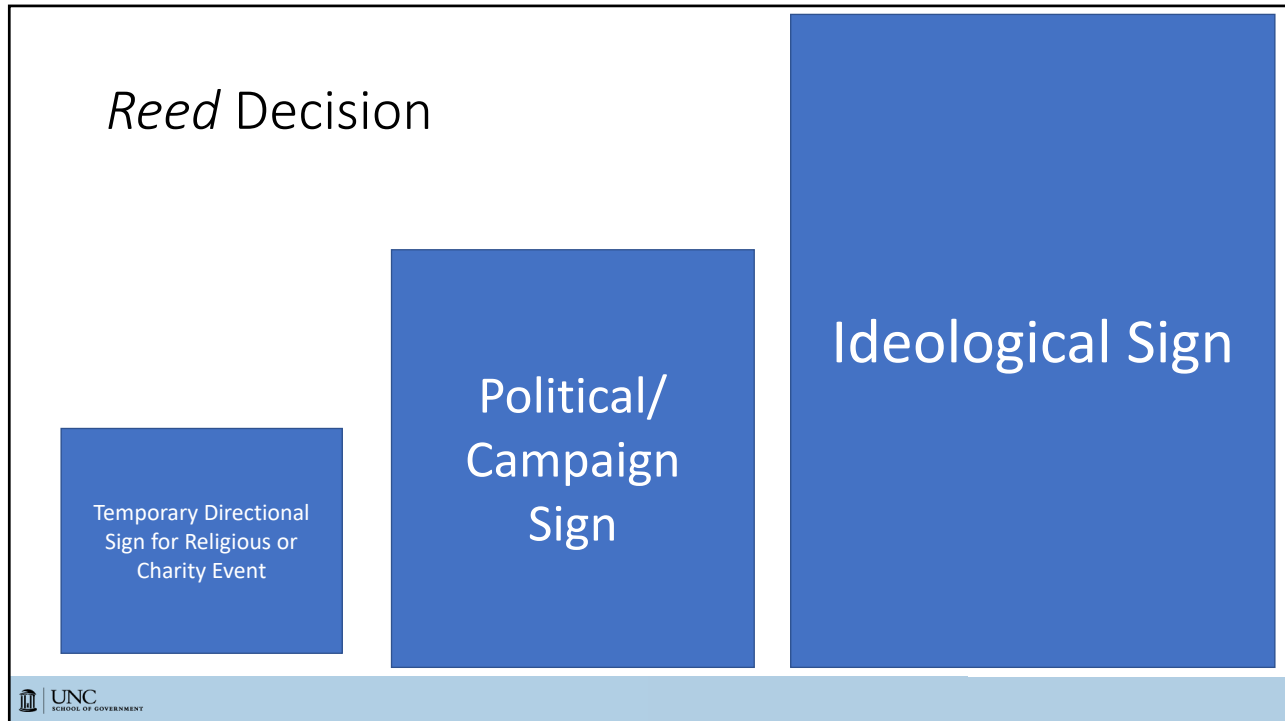 Reed Decision
Temporary Directional
Sign for Religious or
Charity Event
Political/
Campaign
Sign
Ideological Sign
UNC
SCHOOL OF GOVERNMENT